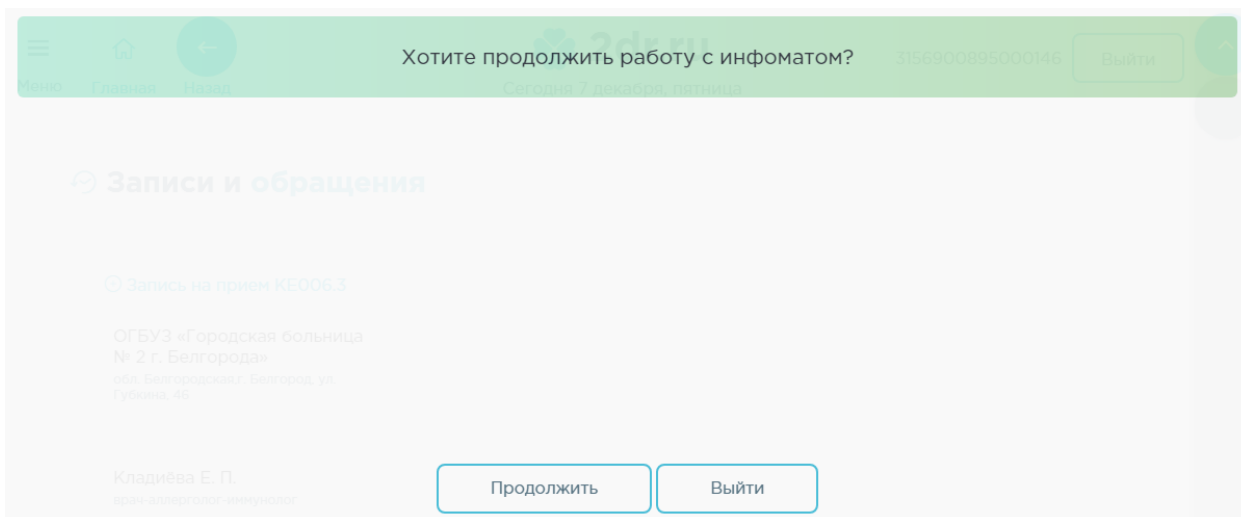 Хотите продолжить работу с инфоматом?
2dr.ru
3156900895000146
Выйти
Меню
Главная
Назад
Сегодня 7 декабря, пятница
Записи и обращения
Запись на прием KE006.3
ОГБУЗ «Городская больница
№ 2 г. Белгорода»
обл. Белгородская,г. Белгород, ул.
Губкина, 46
Кладиёва Е. П.
врач-аллерголог-иммунолог
Продолжить
Выйти